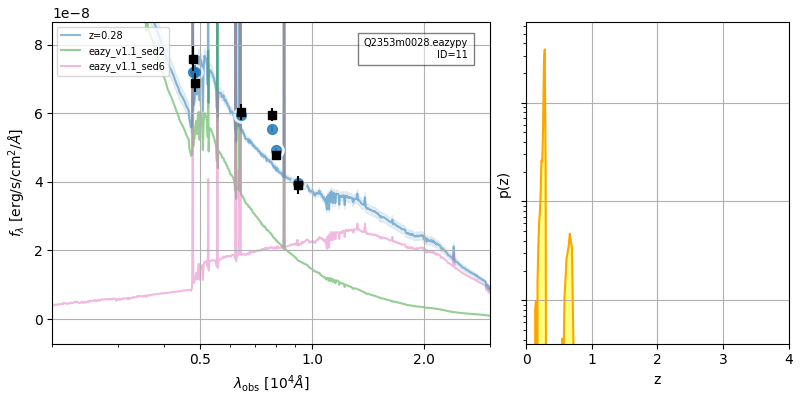 1e−8
z=0.28
eazy_v1.1_sed2
eazy_v1.1_sed6
Q2353m0028.eazypy
ID=11
8
6
4
2
0
f_λ [erg/s/cm²/Å]
0.5
1.0
2.0
λ_obs [10⁴Å]
p(z)
0
1
2
3
4
z